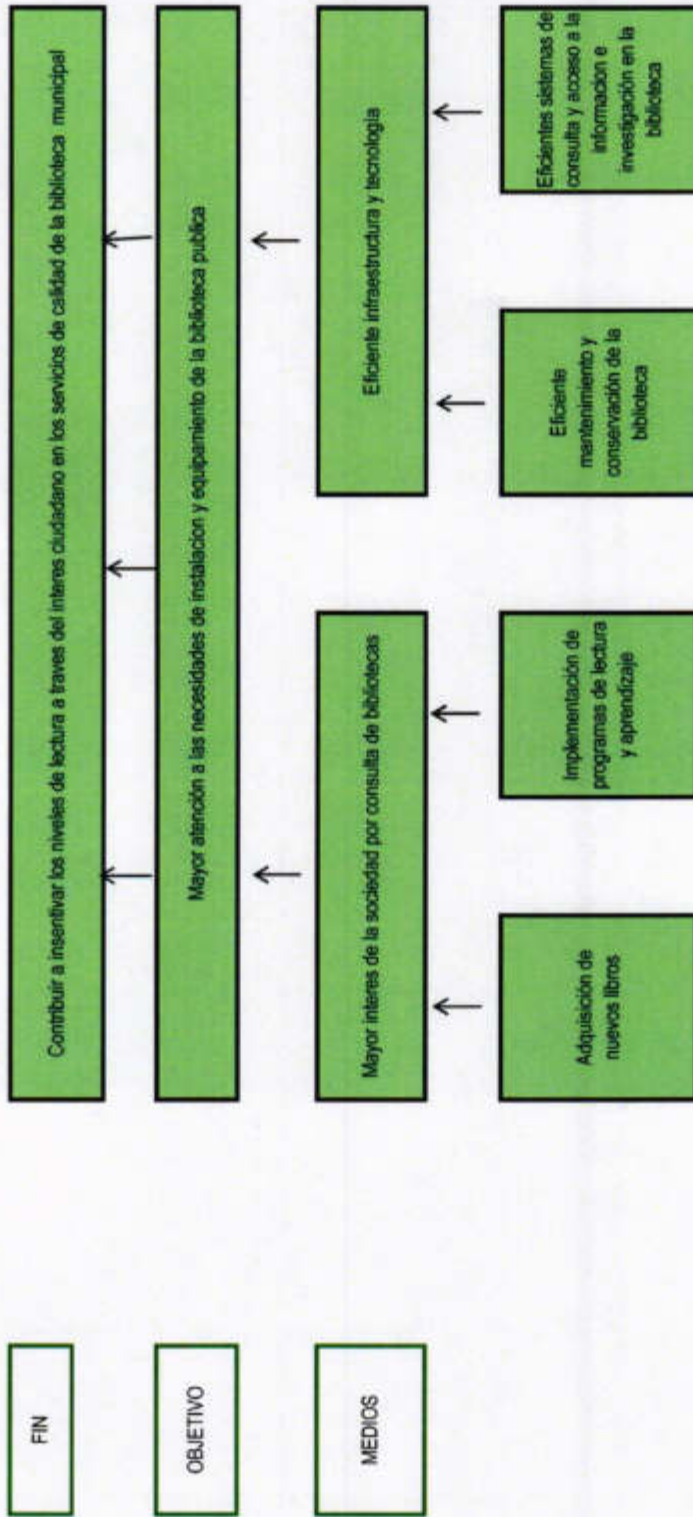 FIN
Contribuir a insentivar los niveles de lectura a traves del interes ciudadano en los servicios de calidad de la biblioteca municipal
OBJETIVO
Mayor atención a las necesidades de instalacion y equipamiento de la biblioteca publica
MEDIOS
Mayor interes de la sociedad por consulta de bibliotecas
Eficiente infraestructura y tecnologia
Adquisición de
nuevos libros
Implementación de
programas de lectura
y aprendizaje
Eficiente
mantenimiento y
conservación de la
biblioteca
Eficientes sistemas de
consulta y acceso a la
informacion e
investigación en la
biblioteca